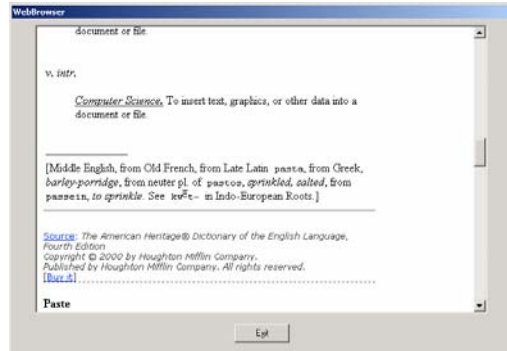 WebBrowser
document or file.
v. intr.
Computer Science. To insert text, graphics, or other data into a
document or file.
[Middle English, from Old French, from Late Latin pasta, from Greek,
barley-porridge, from neuter pl. of pastos, sprinkled, salted, from
passein, to sprinkle. See kwēt- in Indo-European Roots.]
Source: The American Heritage® Dictionary of the English Language,
Fourth Edition
Copyright © 2000 by Houghton Mifflin Company.
Published by Houghton Mifflin Company. All rights reserved.
[Buy it]
Paste
Exit